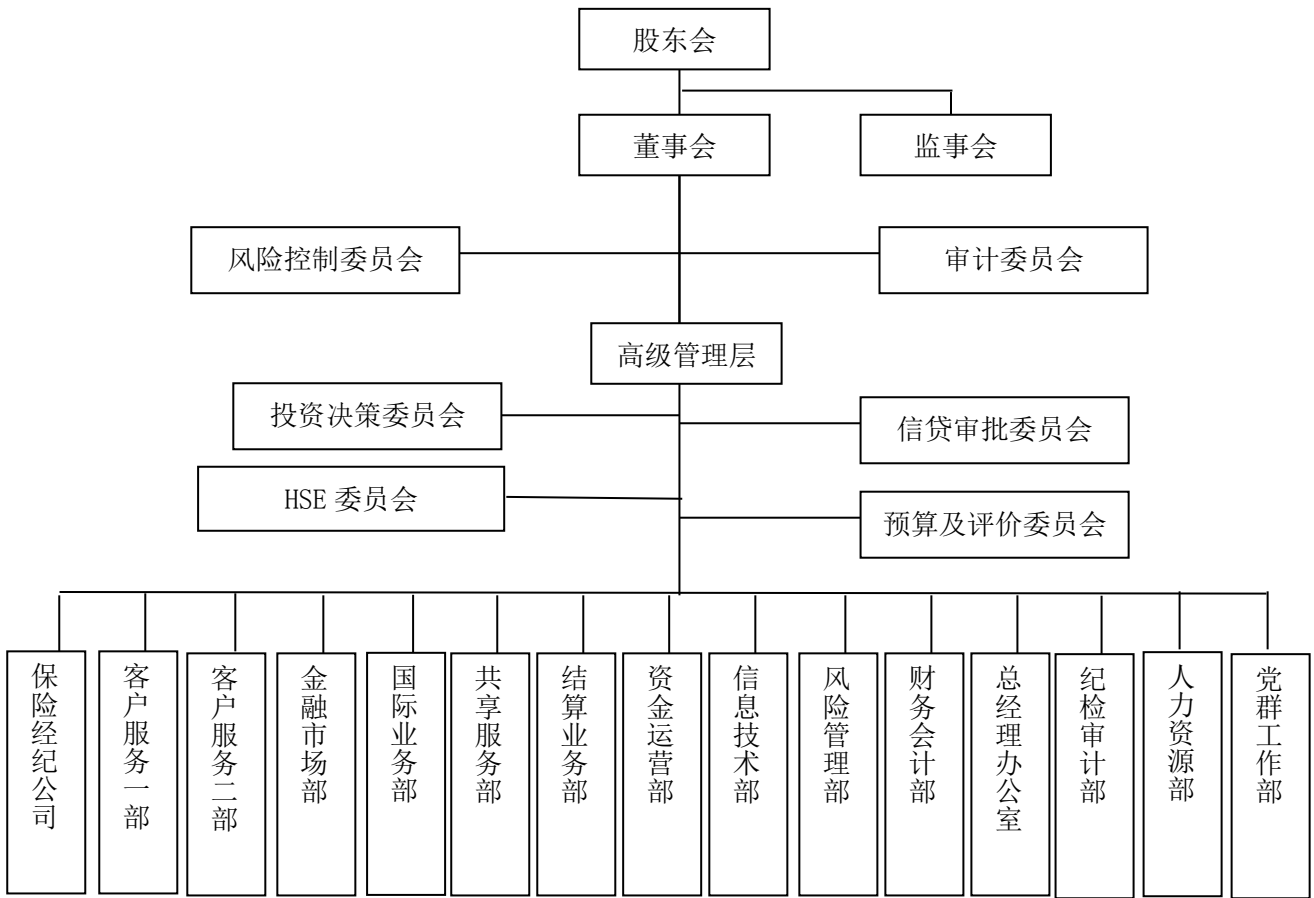 股东会
董事会
监事会
风险控制委员会
审计委员会
高级管理层
投资决策委员会
信贷审批委员会
HSE 委员会
预算及评价委员会
保险经纪公司
客户服务一部
客户服务二部
金融市场部
国际业务部
共享服务部
结算业务部
资金运营部
信息技术部
风险管理部
财务会计部
总经理办公室
纪检审计部
人力资源部
党群工作部